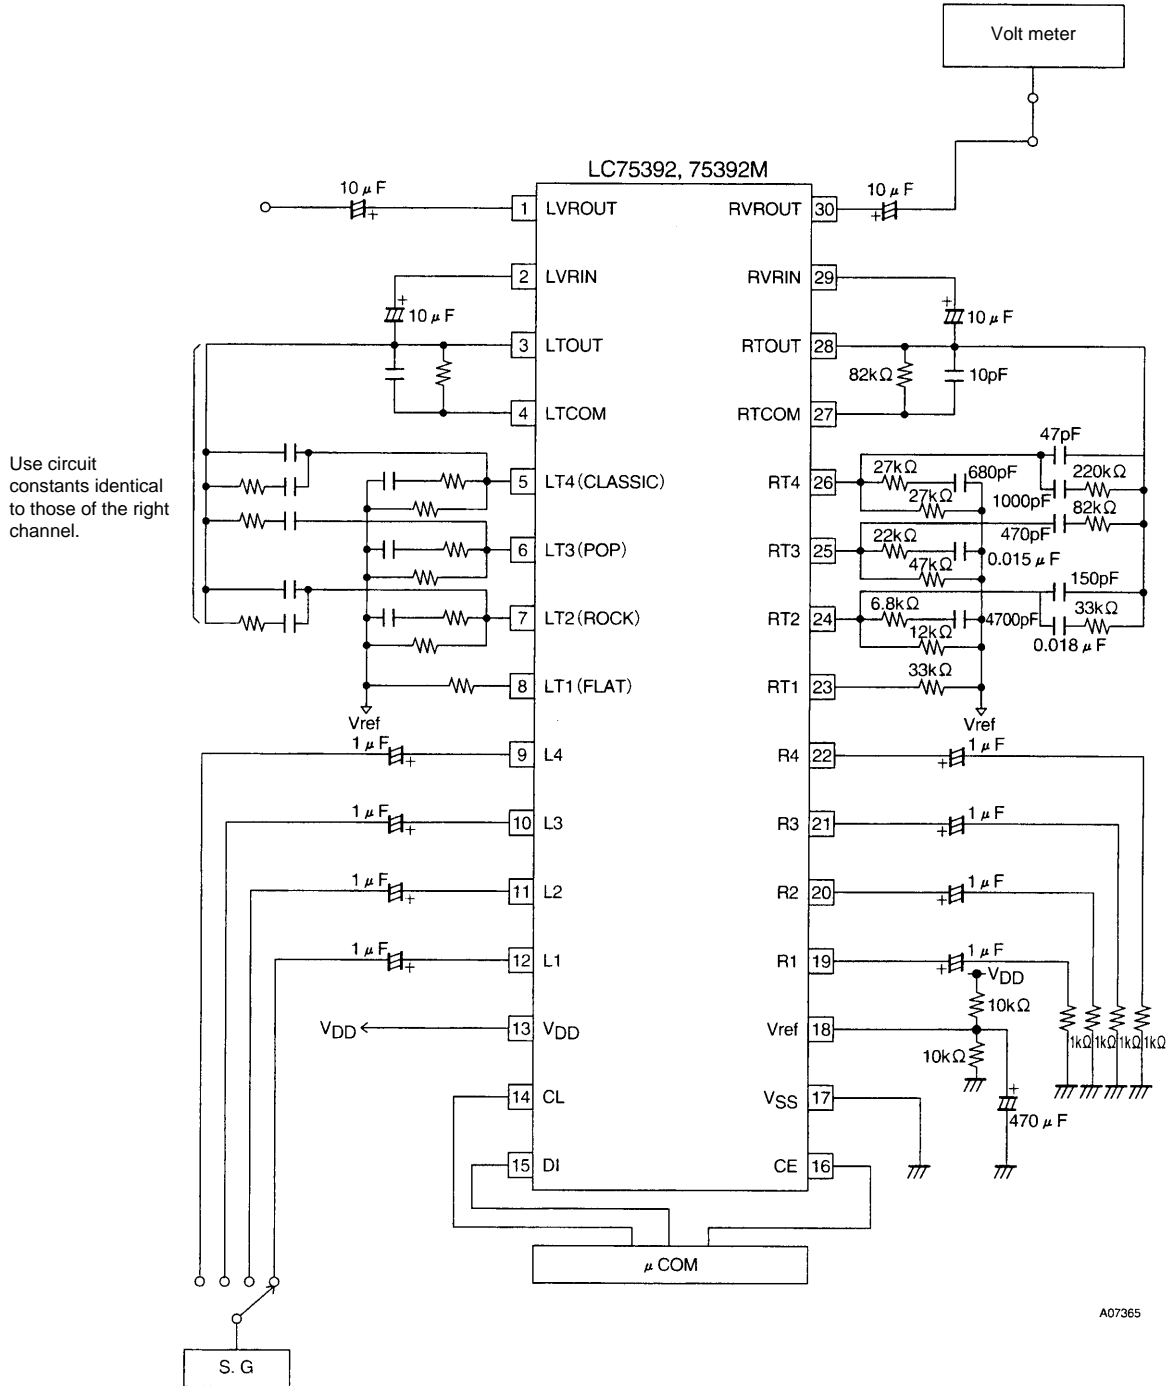 Volt meter
LC75392, 75392M
10 μF
10 μF
1 LVROUT
RVROUT 30
2 LVRIN
RVRIN 29
10 μF
10 μF
3 LTOUT
RTOUT 28
82kΩ
10pF
4 LTCOM
RTCOM 27
Use circuit
constants identical
to those of the right
channel.
47pF
5 LT4(CLASSIC)
RT4 26
27kΩ
680pF
220kΩ
27kΩ
1000pF
82kΩ
470pF
6 LT3(POP)
RT3 25
22kΩ
0.015 μF
47kΩ
150pF
7 LT2(ROCK)
RT2 24
6.8kΩ
4700pF
33kΩ
12kΩ
0.018 μF
33kΩ
8 LT1(FLAT)
RT1 23
Vref
Vref
1 μF
9 L4
R4 22
1 μF
1 μF
10 L3
R3 21
1 μF
1 μF
11 L2
R2 20
1 μF
1 μF
12 L1
R1 19
1 μF
VDD
10kΩ
VDD
13 VDD
Vref 18
10kΩ
1kΩ 1kΩ 1kΩ 1kΩ
14 CL
VSS 17
470 μF
15 DI
CE 16
μCOM
A07365
S. G